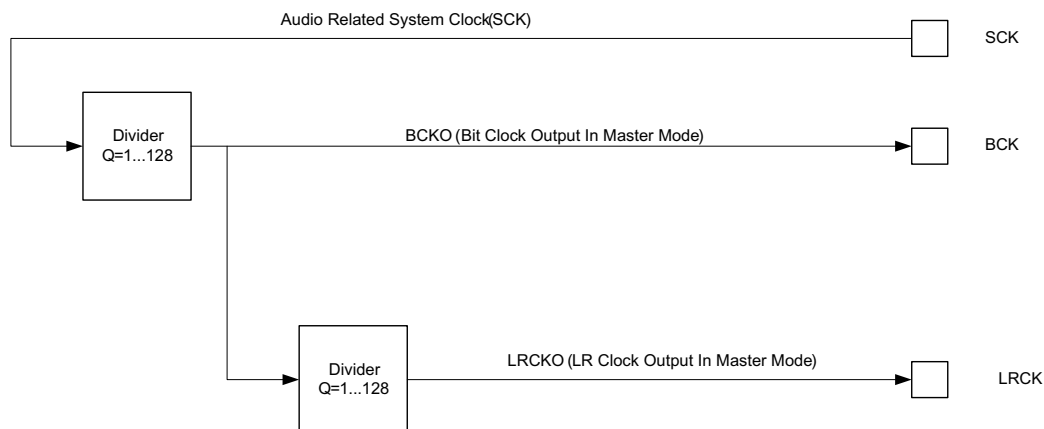 Audio Related System Clock(SCK)
SCK
Divider
Q=1...128
BCKO (Bit Clock Output In Master Mode)
BCK
Divider
Q=1...128
LRCKO (LR Clock Output In Master Mode)
LRCK